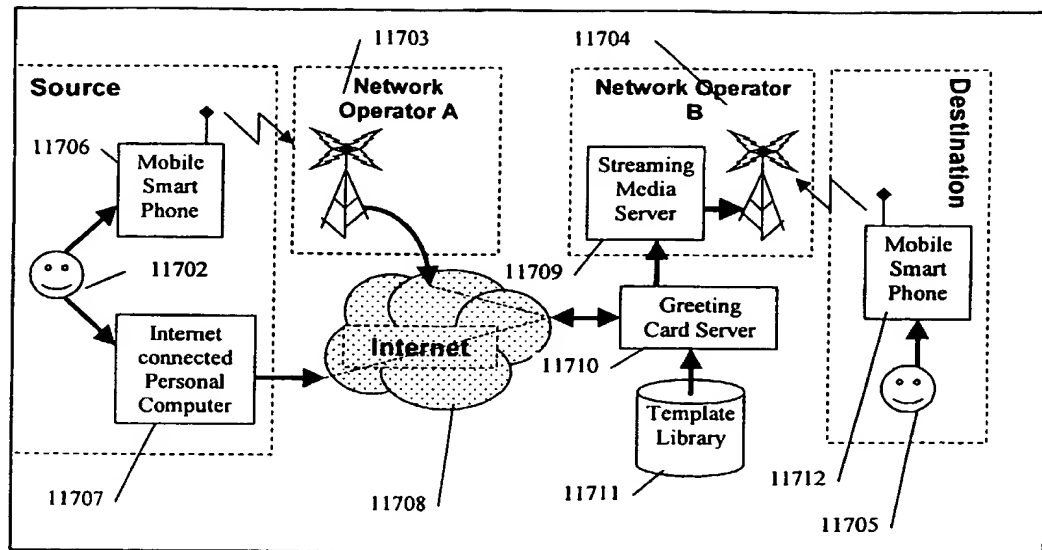 11703
11704
Source
Network
Operator A
Network Operator
B
Destination
11706
Mobile
Smart
Phone
Streaming
Media
Server
11702
11709
Mobile
Smart
Phone
Internet
connected
Personal
Computer
Internet
Greeting
Card Server
11710
Template
Library
11707
11708
11711
11712
11705